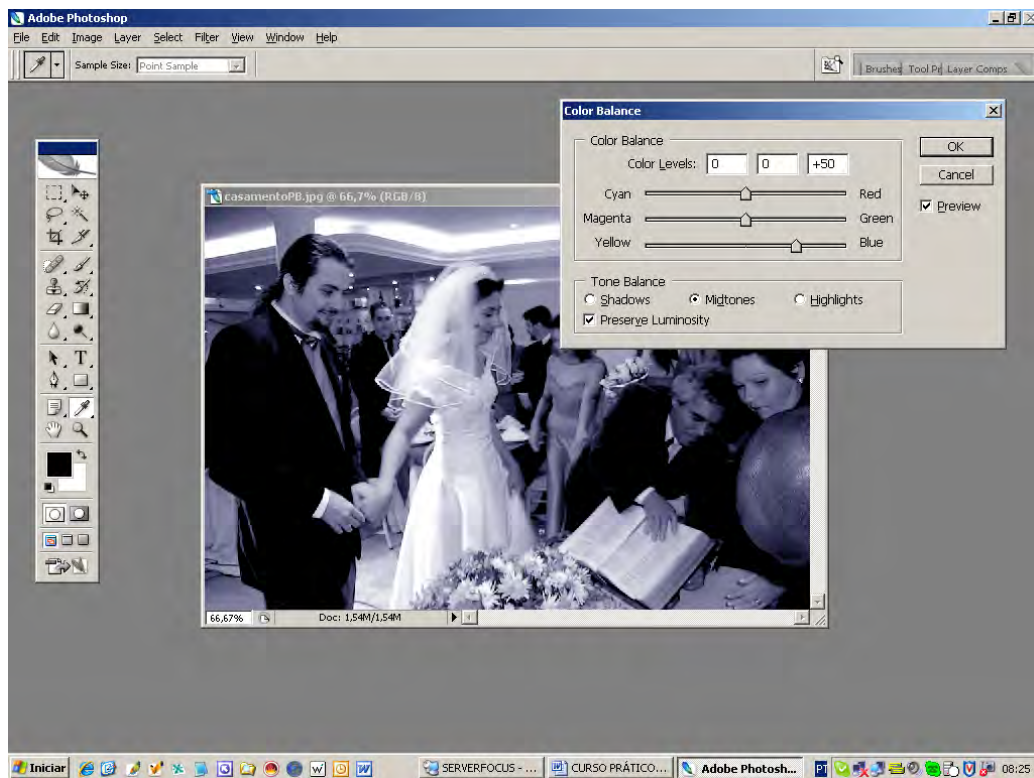 Adobe Photoshop
File Edit Image Layer Select Filter View Window Help
Sample Size: Point Sample
Brushes Tool Pr Layer Comps
Color Balance
Color Balance
Color Levels: 0 0 +50
Cyan Red
Magenta Green
Yellow Blue
OK
Cancel
Preview
Tone Balance
Shadows Midtones Highlights
Preserve Luminosity
casamentoPB.jpg @ 66,7% (RGB/8)
T
66,67% Doc: 1,54M/1,54M
Iniciar SERVERFOCUS - ... CURSO PRÁTICO... Adobe Photosh... PT 08:25